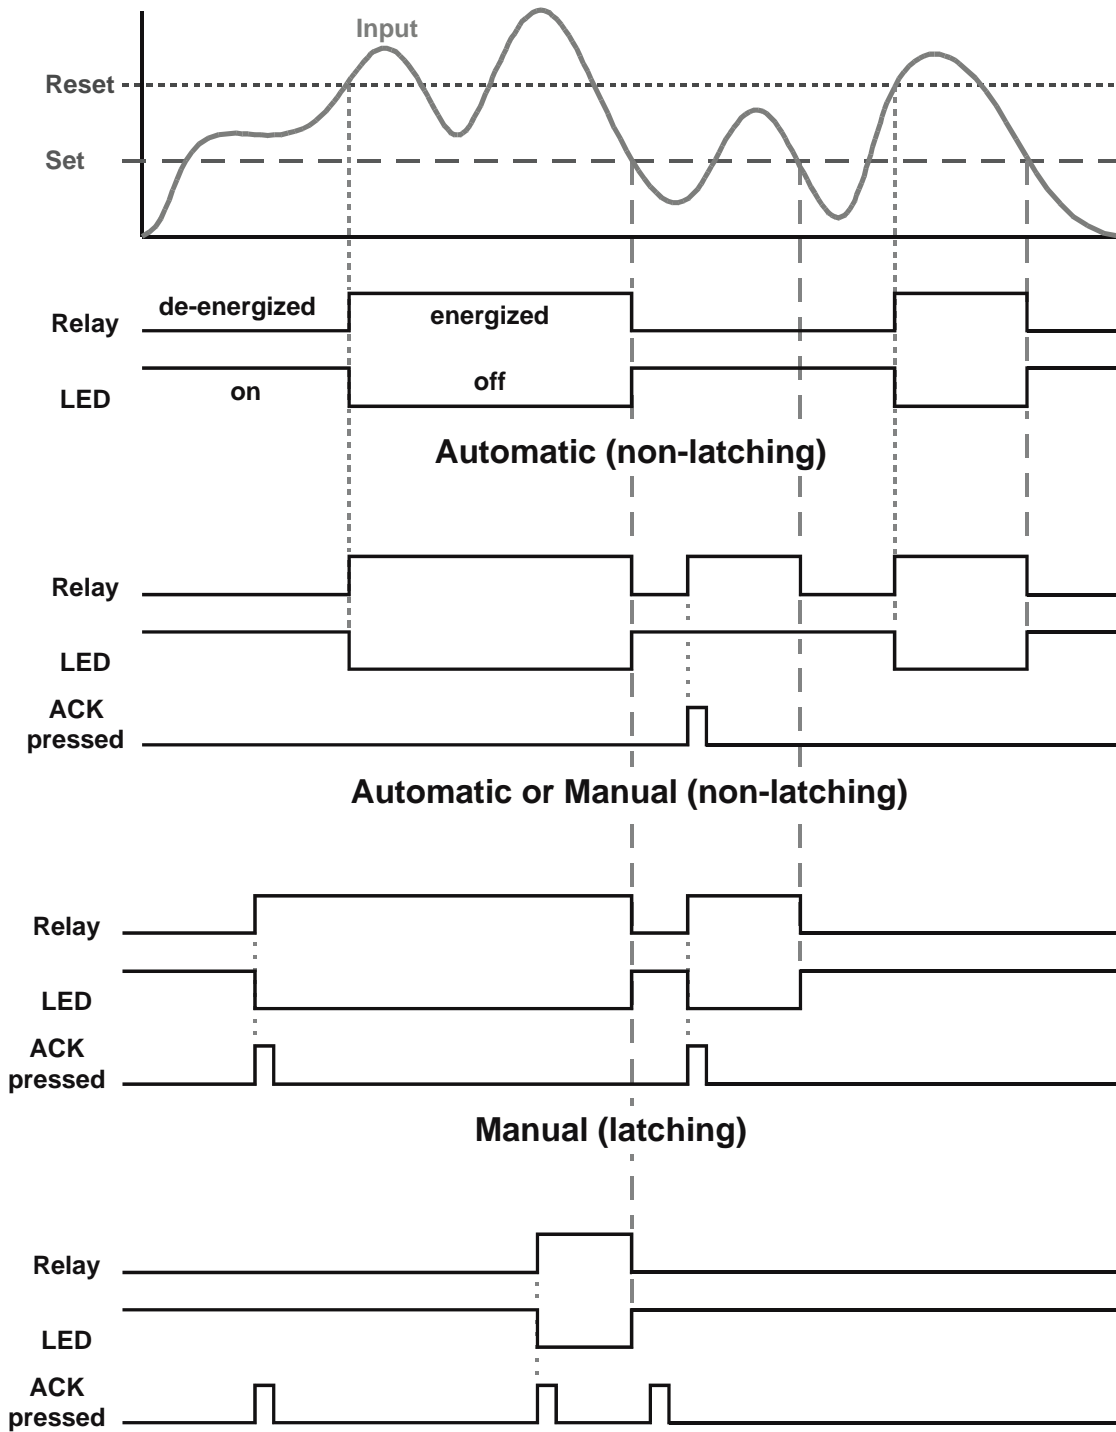 Input
Reset
Set
de-energized
energized
Relay
on
off
LED
Automatic (non-latching)
Relay
LED
ACK
pressed
Automatic or Manual (non-latching)
Relay
LED
ACK
pressed
Manual (latching)
Relay
LED
ACK
pressed